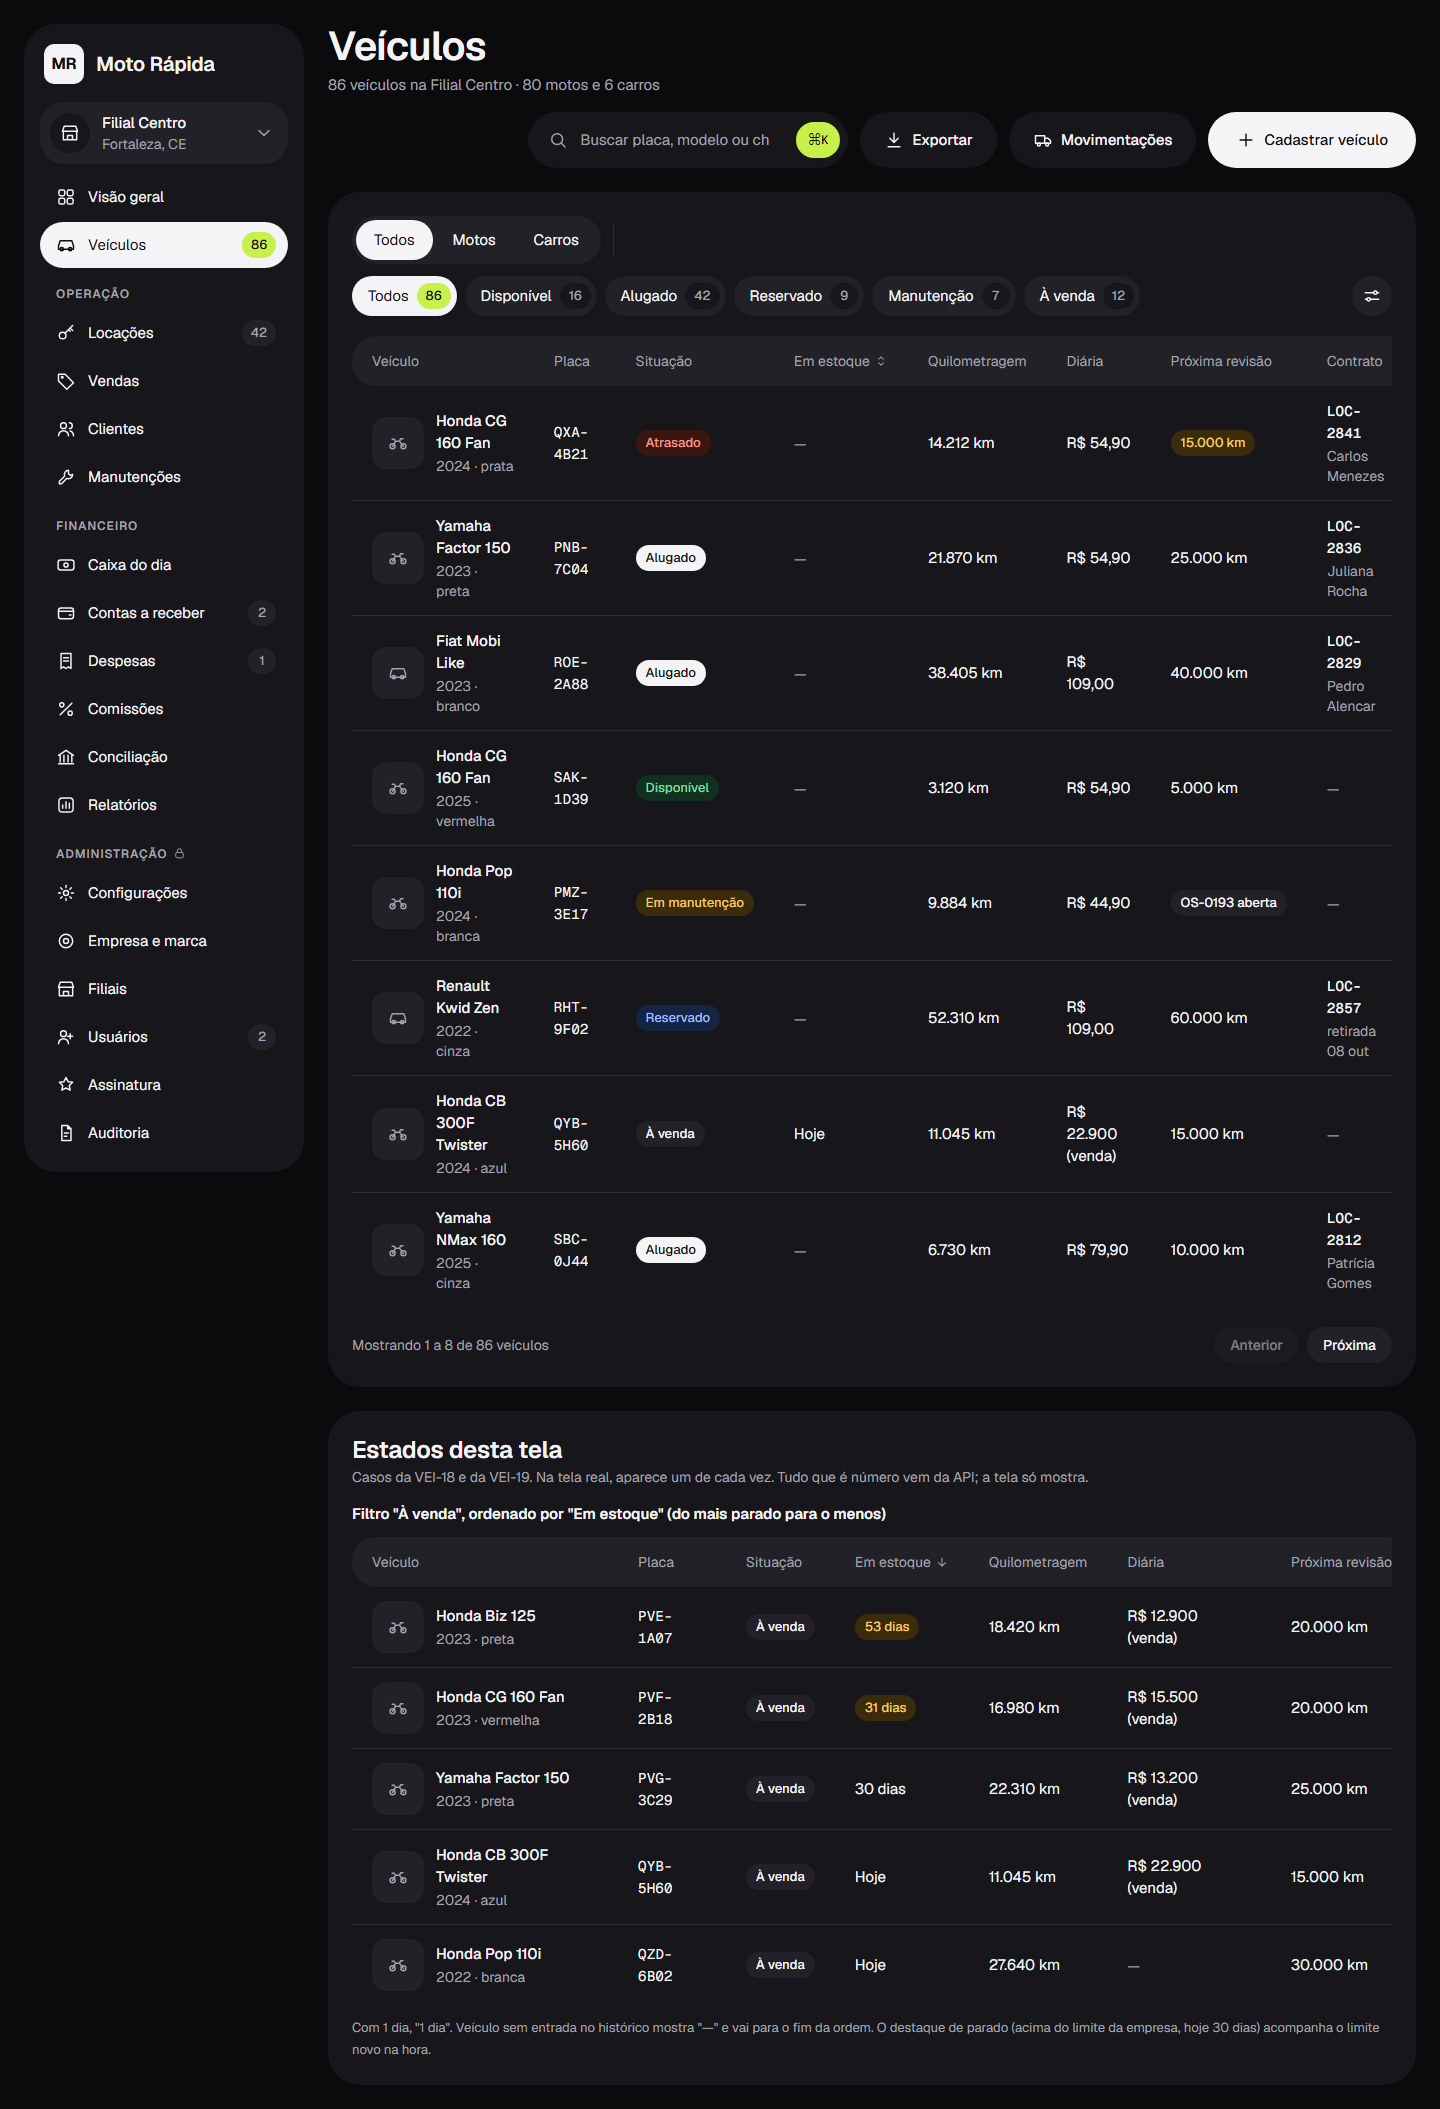 MR Moto Rápida
Filial Centro
Fortaleza, CE
Visão geral
Veículos 86
OPERAÇÃO
Locações 42
Vendas
Clientes
Manutenções
FINANCEIRO
Caixa do dia
Contas a receber 2
Despesas 1
Comissões
Conciliação
Relatórios
ADMINISTRAÇÃO
Configurações
Empresa e marca
Filiais
Usuários 2
Assinatura
Auditoria
Veículos
86 veículos na Filial Centro · 80 motos e 6 carros
Buscar placa, modelo ou ch ⌘K Exportar Movimentações Cadastrar veículo
Todos Motos Carros
Todos 86 Disponível 16 Alugado 42 Reservado 9 Manutenção 7 À venda 12
Veículo Placa Situação Em estoque Quilometragem Diária Próxima revisão Contrato
Honda CG
160 Fan
2024 · prata
QXA-
4B21
Atrasado — 14.212 km R$ 54,90 15.000 km
LOC-
2841
Carlos
Menezes
Yamaha
Factor 150
2023 ·
preta
PNB-
7C04
Alugado — 21.870 km R$ 54,90 25.000 km
LOC-
2836
Juliana
Rocha
Fiat Mobi
Like
2023 ·
branco
ROE-
2A88
Alugado — 38.405 km
R$
109,00
40.000 km
LOC-
2829
Pedro
Alencar
Honda CG
160 Fan
2025 ·
vermelha
SAK-
1D39
Disponível — 3.120 km R$ 54,90 5.000 km —
Honda Pop
110i
2024 ·
branca
PMZ-
3E17
Em manutenção — 9.884 km R$ 44,90 OS-0193 aberta —
Renault
Kwid Zen
2022 ·
cinza
RHT-
9F02
Reservado — 52.310 km
R$
109,00
60.000 km
LOC-
2857
retirada
08 out
Honda CB
300F
Twister
2024 · azul
QYB-
5H60
À venda Hoje 11.045 km
R$
22.900
(venda)
15.000 km —
Yamaha
NMax 160
2025 ·
cinza
SBC-
0J44
Alugado — 6.730 km R$ 79,90 10.000 km
LOC-
2812
Patrícia
Gomes
Mostrando 1 a 8 de 86 veículos Anterior Próxima
Estados desta tela
Casos da VEI-18 e da VEI-19. Na tela real, aparece um de cada vez. Tudo que é número vem da API; a tela só mostra.
Filtro "À venda", ordenado por "Em estoque" (do mais parado para o menos)
Veículo Placa Situação Em estoque ↓ Quilometragem Diária Próxima revisão
Honda Biz 125
2023 · preta
PVE-
1A07
À venda 53 dias 18.420 km
R$ 12.900
(venda)
20.000 km
Honda CG 160 Fan
2023 · vermelha
PVF-
2B18
À venda 31 dias 16.980 km
R$ 15.500
(venda)
20.000 km
Yamaha Factor 150
2023 · preta
PVG-
3C29
À venda 30 dias 22.310 km
R$ 13.200
(venda)
25.000 km
Honda CB 300F
Twister
2024 · azul
QYB-
5H60
À venda Hoje 11.045 km
R$ 22.900
(venda)
15.000 km
Honda Pop 110i
2022 · branca
QZD-
6B02
À venda Hoje 27.640 km — 30.000 km
Com 1 dia, "1 dia". Veículo sem entrada no histórico mostra "—" e vai para o fim da ordem. O destaque de parado (acima do limite da empresa, hoje 30 dias) acompanha o limite
novo na hora.